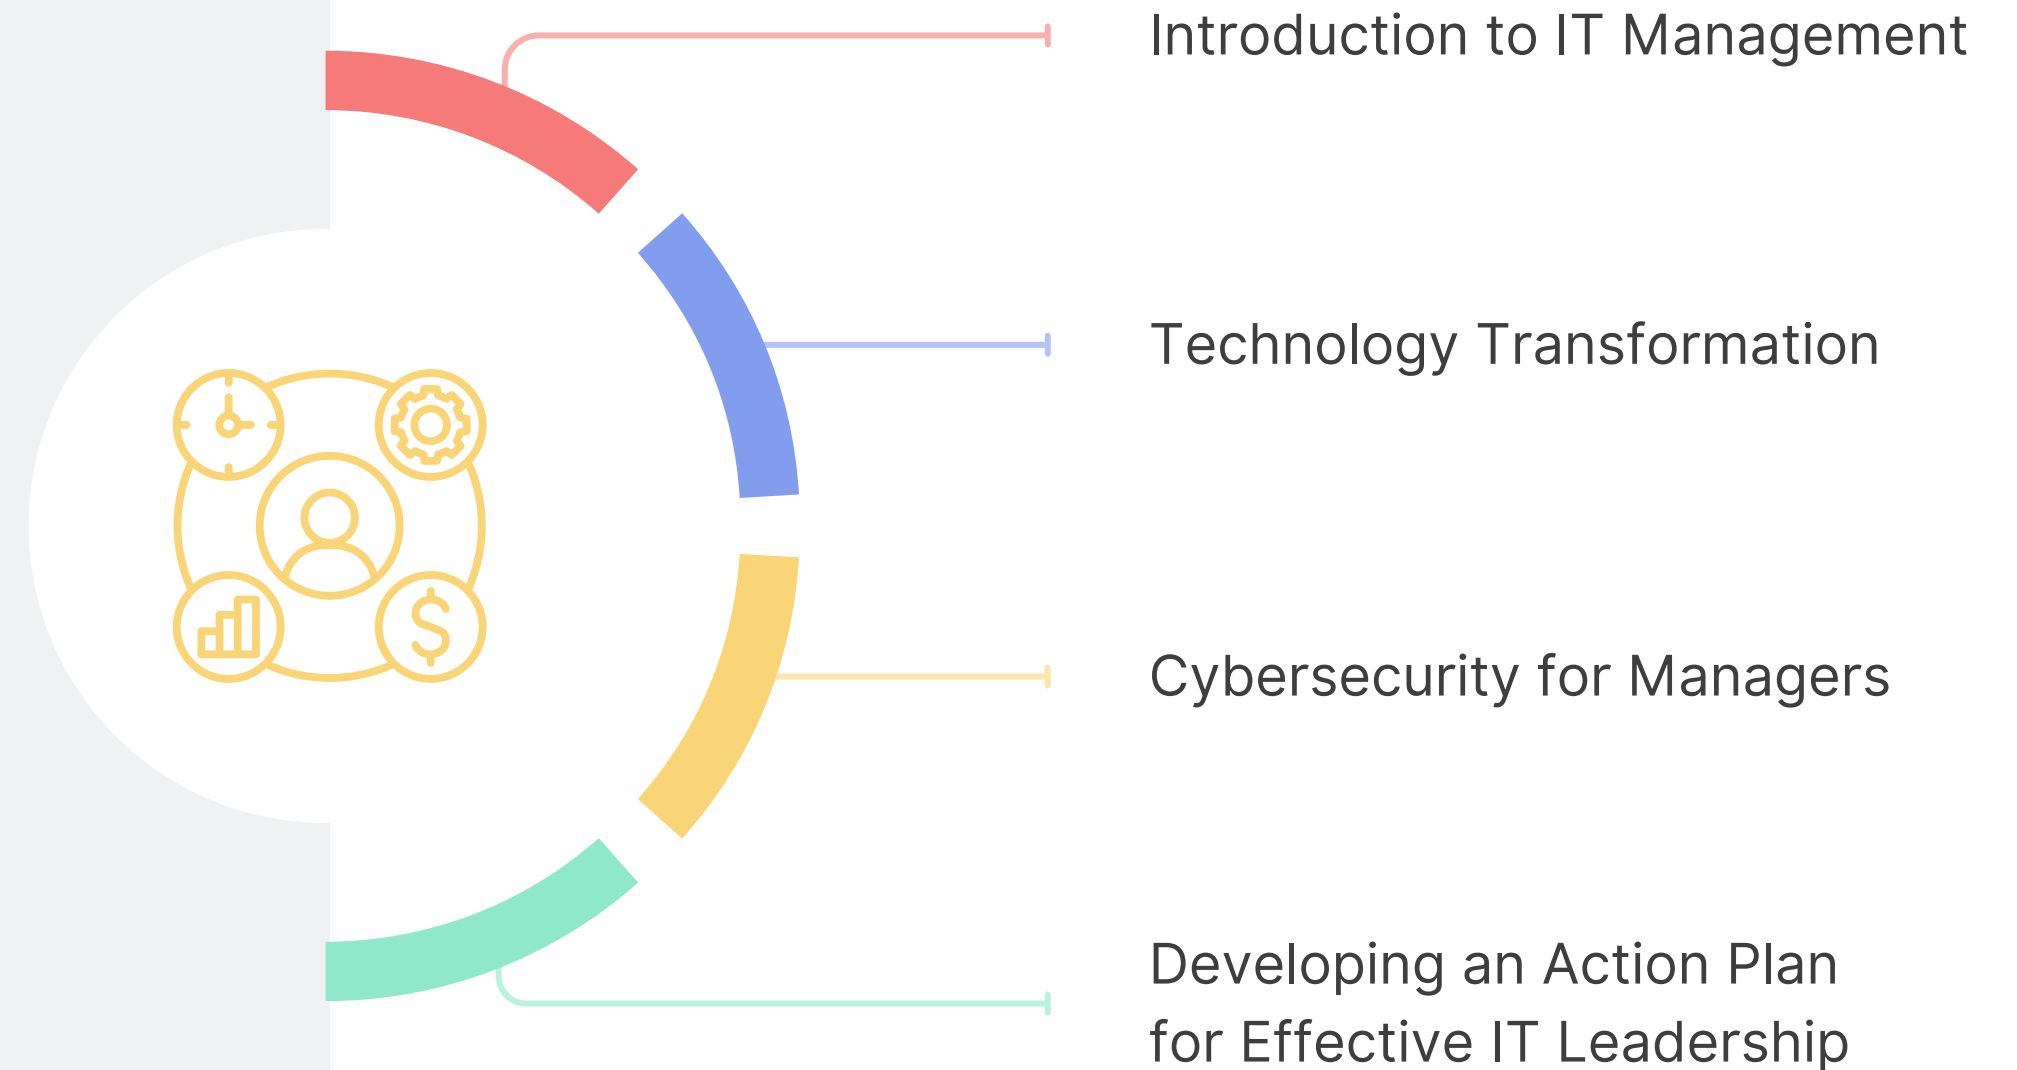 Introduction to IT Management
Technology Transformation
Cybersecurity for Managers
Developing an Action Plan
for Effective IT Leadership